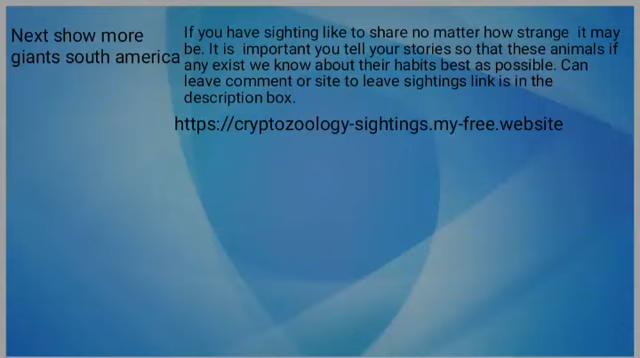 Next show more
giants south america
If you have sighting like to share no matter how strange it may
be. It is important you tell your stories so that these animals if
any exist we know about their habits best as possible. Can
leave comment or site to leave sightings link is in the
description box.
https://cryptozoology-sightings.my-free.website